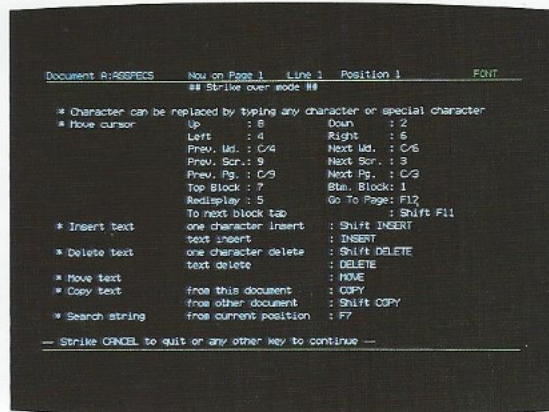 Document A:ASSPECS Now on Page 1 Line 1 Position 1 FONT
## Strike over mode ##
* Character can be replaced by typing any character or special character
* Move cursor Up : 8 Down : 2
Left : 4 Right : 6
Prev. Wd. : C/4 Next Wd. : C/6
Prev. Scr.: 9 Next Scr. : 3
Prev. Pg. : C/9 Next Pg. : C/3
Top Block : 7 Btm. Block: 1
Redisplay : 5 Go To Page: F12
To next block tab : Shift F11
* Insert text one character insert : Shift INSERT
text insert : INSERT
* Delete text one character delete : Shift DELETE
text delete : DELETE
* Move text : MOVE
* Copy text from this document : COPY
from other document : Shift COPY
* Search string from current position : F7
— Strike CANCEL to quit or any other key to continue —